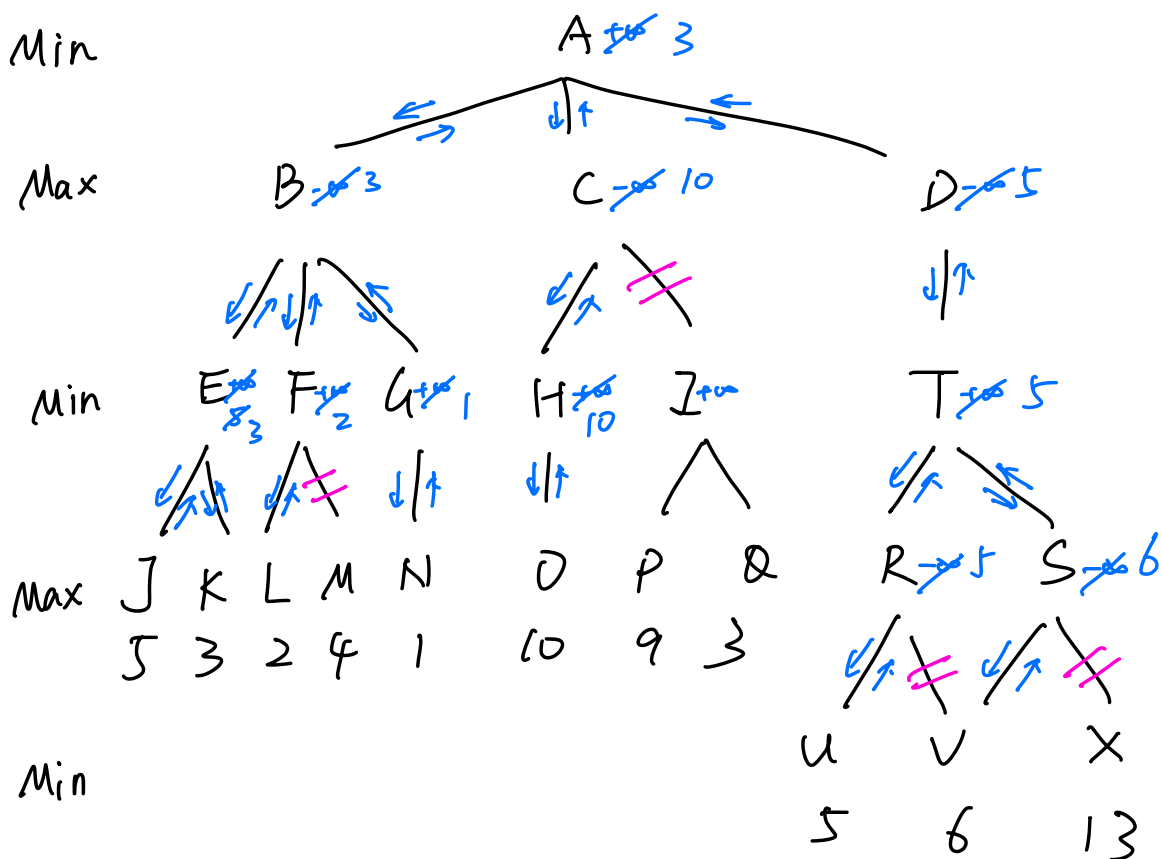 Min A +∞ 3
Max B -∞ 3 C -∞ 10 D -∞ 5
Min E +∞ F +∞ G +∞ 1 H +∞ I +∞ T +∞ 5
5 3 2 10
Max J K L M N O P Q R -∞ 5 S -∞ 6
5 3 2 4 1 10 9 3
Min U V X
5 6 13